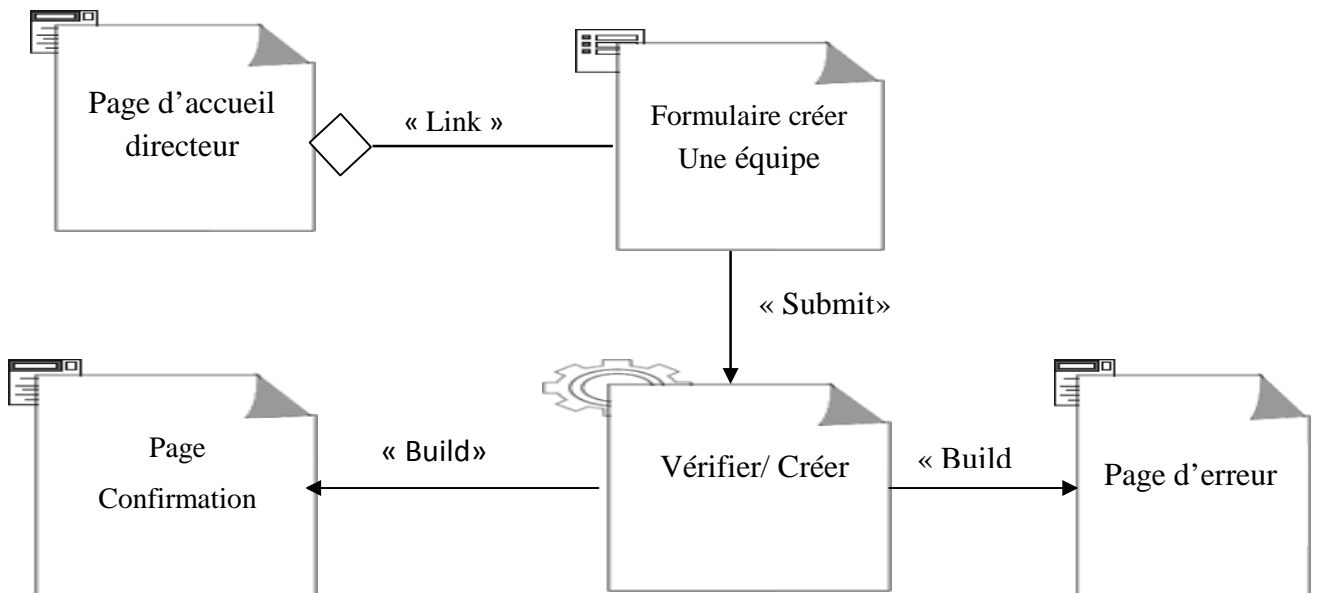 Page d’accueil
directeur
« Link »
Formulaire créer
Une équipe
« Submit»
Page
Confirmation
« Build»
Vérifier/ Créer
« Build
Page d’erreur